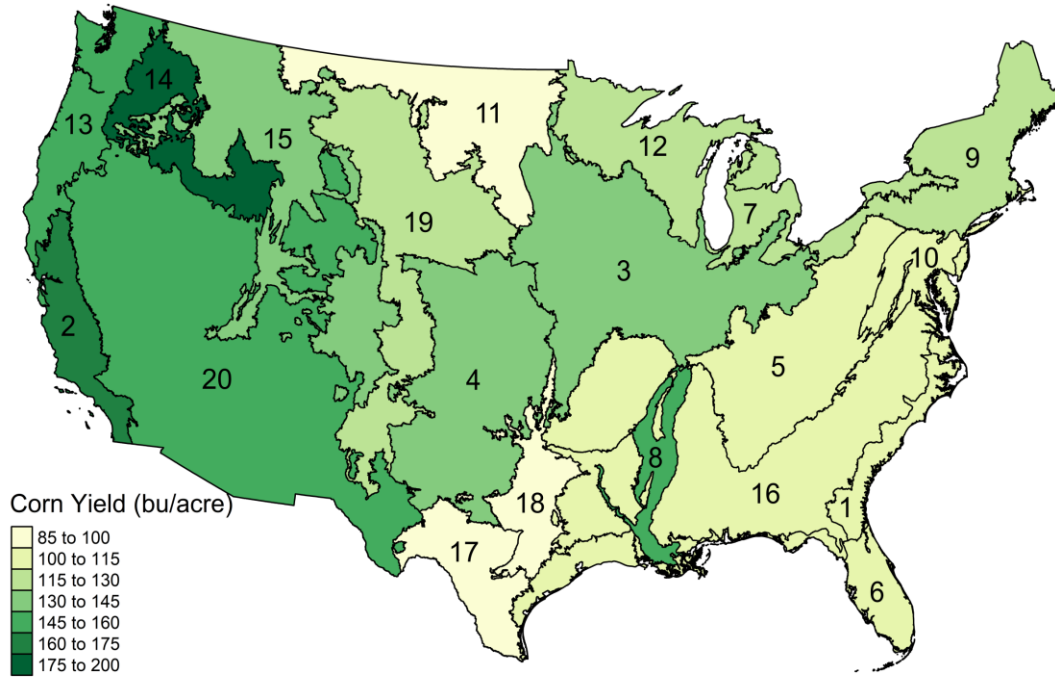 14
11
13
15
12
9
7
19
10
3
2
5
20
4
8
16
1
18
17
6
Corn Yield (bu/acre)
85 to 100
100 to 115
115 to 130
130 to 145
145 to 160
160 to 175
175 to 200